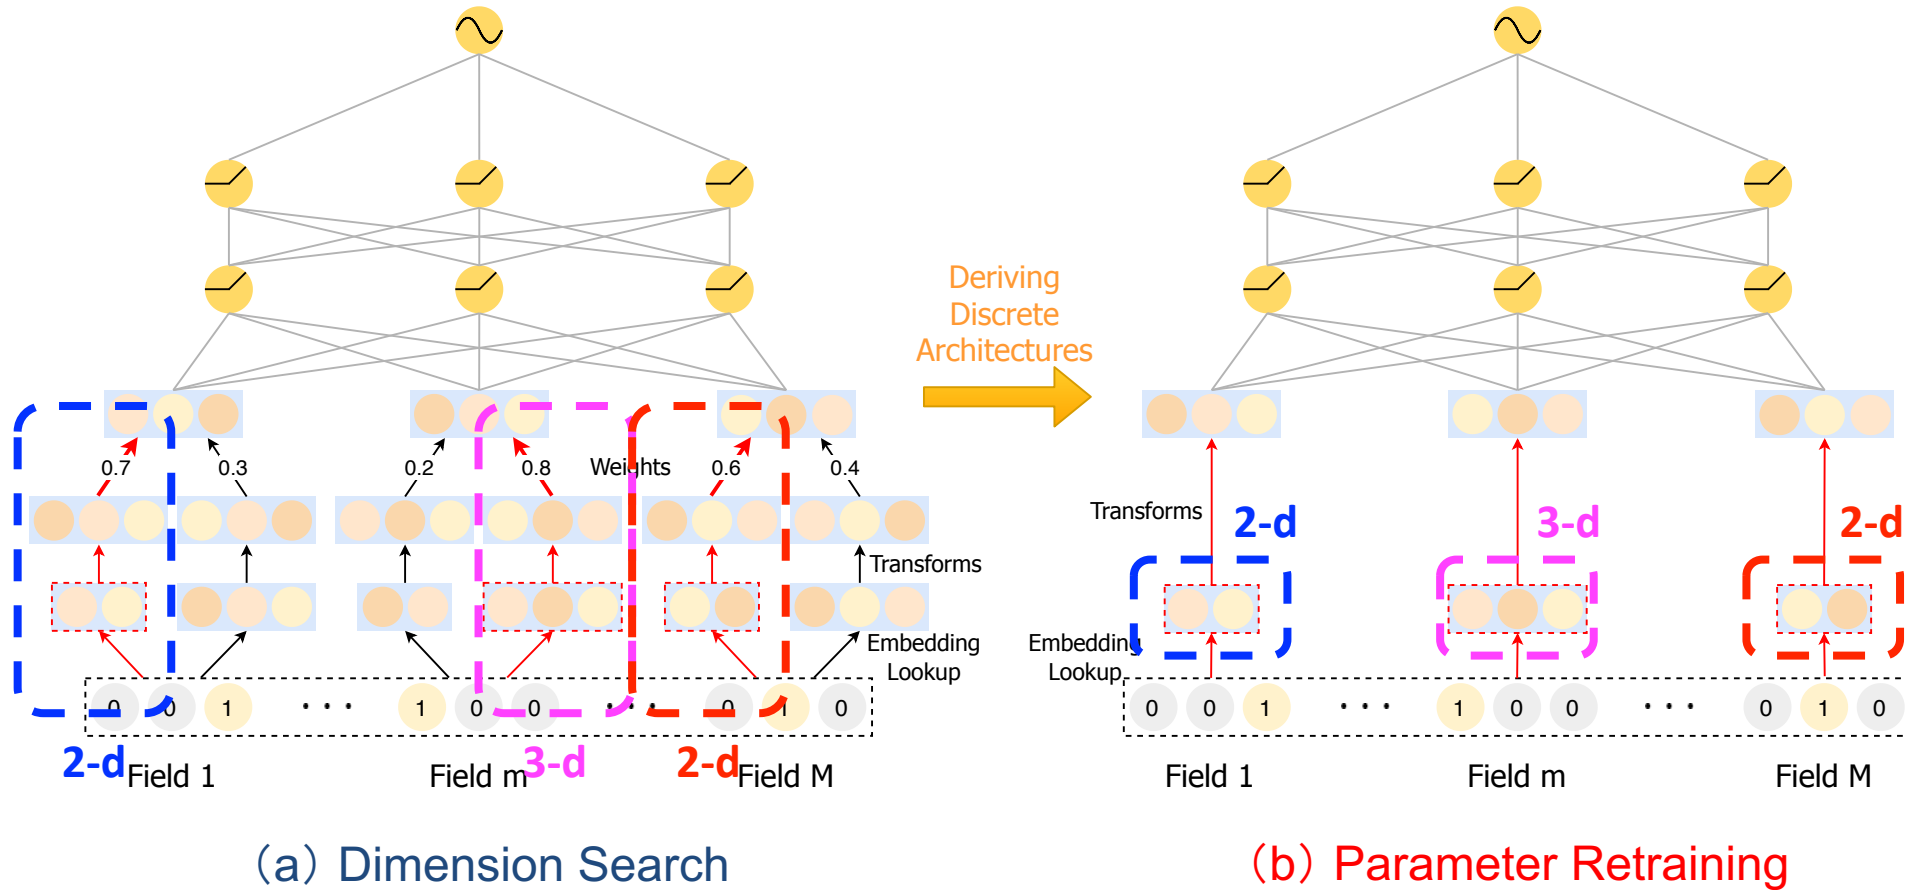 Deriving
Discrete
Architectures
0.7
0.3
0.2
0.8
Weights
0.6
0.4
Transforms
Embedding
Lookup
0 0 1 · · · 1 0 0 · · · 0 1 0
2-d
3-d
2-d
Field 1
Field m
Field M
(a) Dimension Search
Transforms
2-d
3-d
2-d
Embedding
Lookup
0 0 1 · · · 1 0 0 · · · 0 1 0
Field 1
Field m
Field M
(b) Parameter Retraining